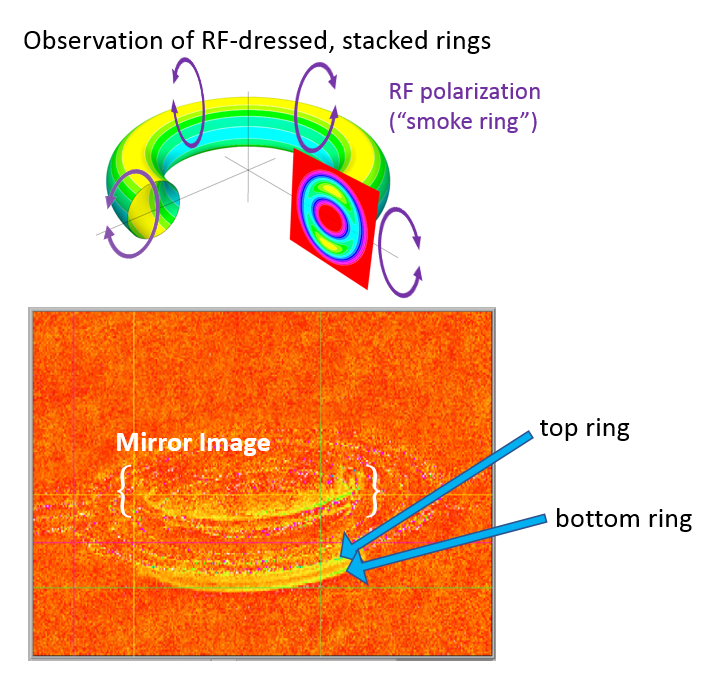 Observation of RF-dressed, stacked rings
RF polarization
(“smoke ring”)
Mirror Image
top ring
bottom ring